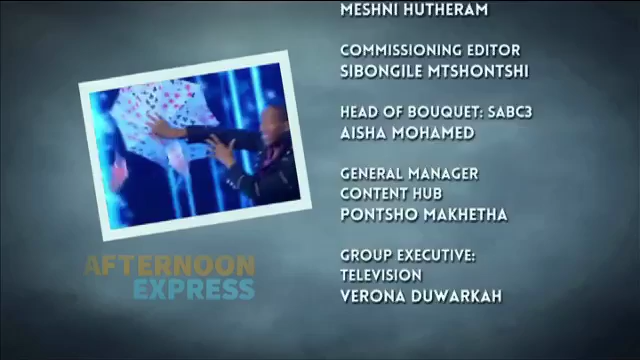 MESHNI HUTHERAM
COMMISSIONING EDITOR
SIBONGILE MTSHONTSHI
HEAD OF BOUQUET: SABC3
AISHA MOHAMED
GENERAL MANAGER
CONTENT HUB
PONTSHO MAKHETHA
GROUP EXECUTIVE:
TELEVISION
VERONA DUWARKAH
AFTERNOON
EXPRESS